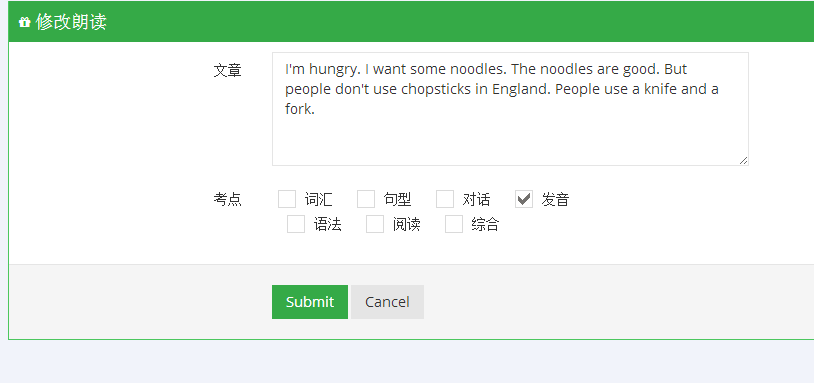 修改朗读
文章
I'm hungry. I want some noodles. The noodles are good. But
people don't use chopsticks in England. People use a knife and a
fork.
考点 词汇 句型 对话 发音
语法 阅读 综合
Submit Cancel